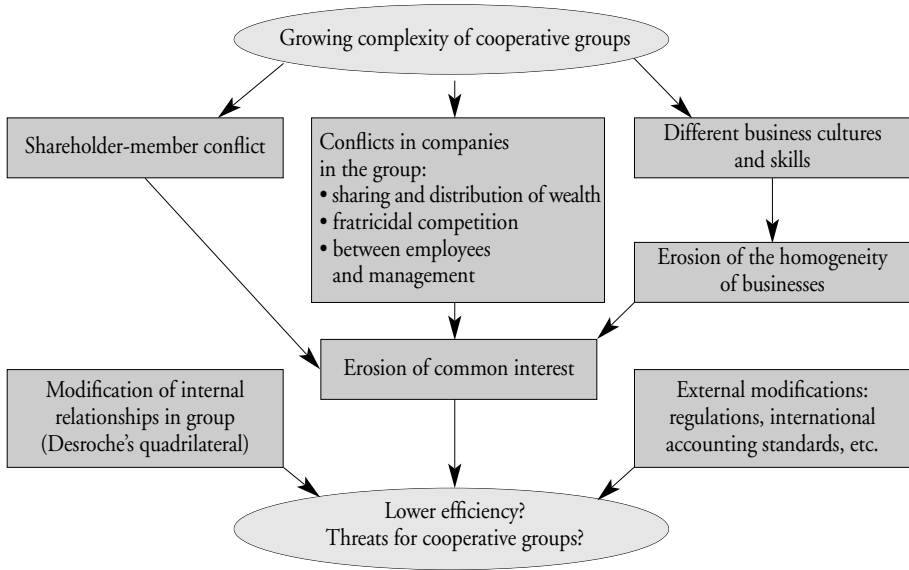 Growing complexity of cooperative groups
Shareholder-member conflict
Conflicts in companies
in the group:
• sharing and distribution of wealth
• fratricidal competition
• between employees
and management
Different business cultures
and skills
Erosion of the homogeneity
of businesses
Erosion of common interest
Modification of internal
relationships in group
(Desroche's quadrilateral)
External modifications:
regulations, international
accounting standards, etc.
Lower efficiency?
Threats for cooperative groups?